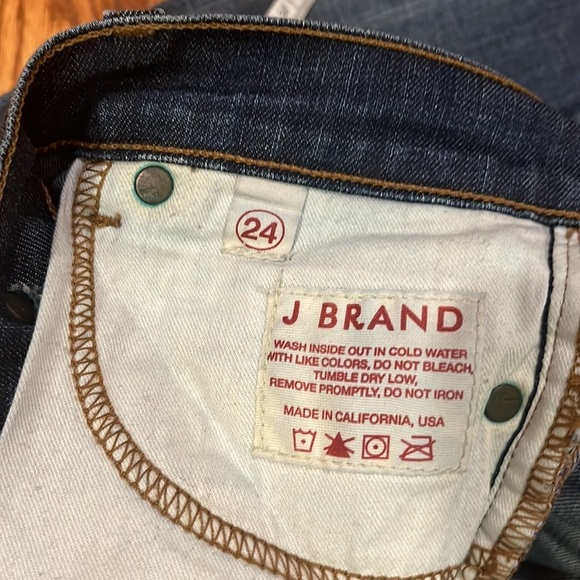 24
J BRAND
WASH INSIDE OUT IN COLD WATER
WITH LIKE COLORS, DO NOT BLEACH,
TUMBLE DRY LOW,
REMOVE PROMPTLY, DO NOT IRON
MADE IN CALIFORNIA, USA